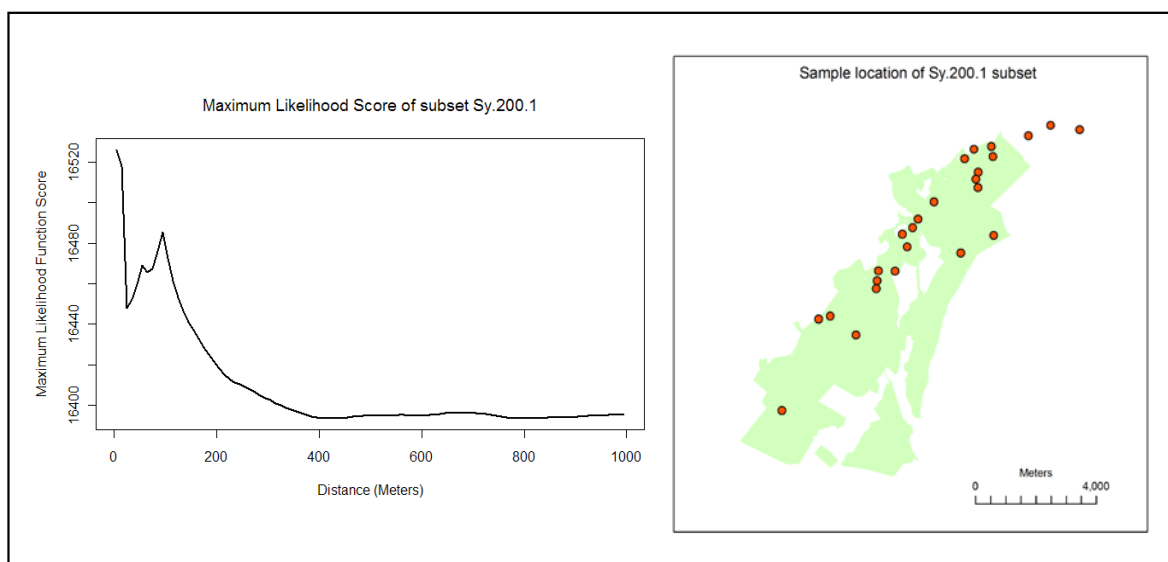 Maximum Likelihood Score of subset Sy.200.1
Maximum Likelihood Function Score
16520
16480
16440
16400
0 200 400 600 800 1000
Distance (Meters)
Sample location of Sy.200.1 subset
Meters
0 4,000